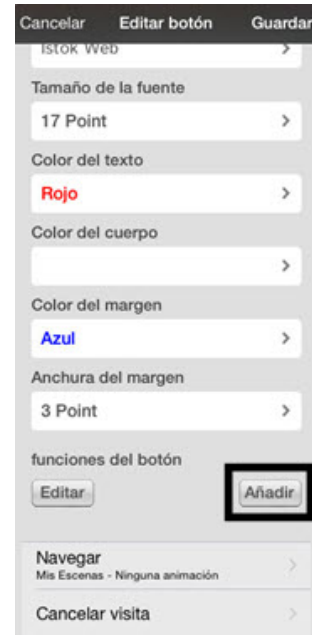 Cancelar Editar botón Guardar
Istok Web
Tamaño de la fuente
17 Point
Color del texto
Rojo
Color del cuerpo
Color del margen
Azul
Anchura del margen
3 Point
funciones del botón
Editar Añadir
Navegar
Mis Escenas - Ninguna animación
Cancelar visita